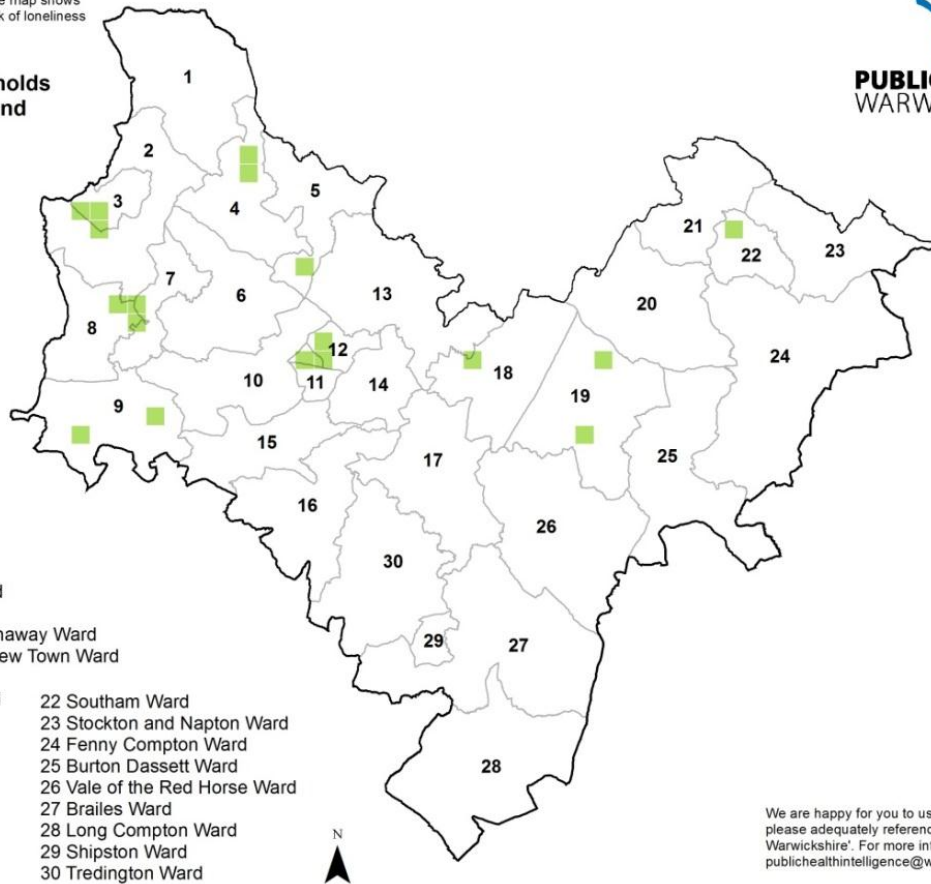 e map shows
k of loneliness
holds
nd
PUBLIC
WARW
1
2
3
4
5
6
7
8
9
10
11
12
13
14
15
16
17
18
19
20
21
22
23
24
25
26
27
28
29
30
d
haway Ward
ew Town Ward
22 Southam Ward
23 Stockton and Napton Ward
24 Fenny Compton Ward
25 Burton Dassett Ward
26 Vale of the Red Horse Ward
27 Brailes Ward
28 Long Compton Ward
29 Shipston Ward
30 Tredington Ward
N
We are happy for you to us
please adequately referenc
Warwickshire'. For more inf
publichealthintelligence@w